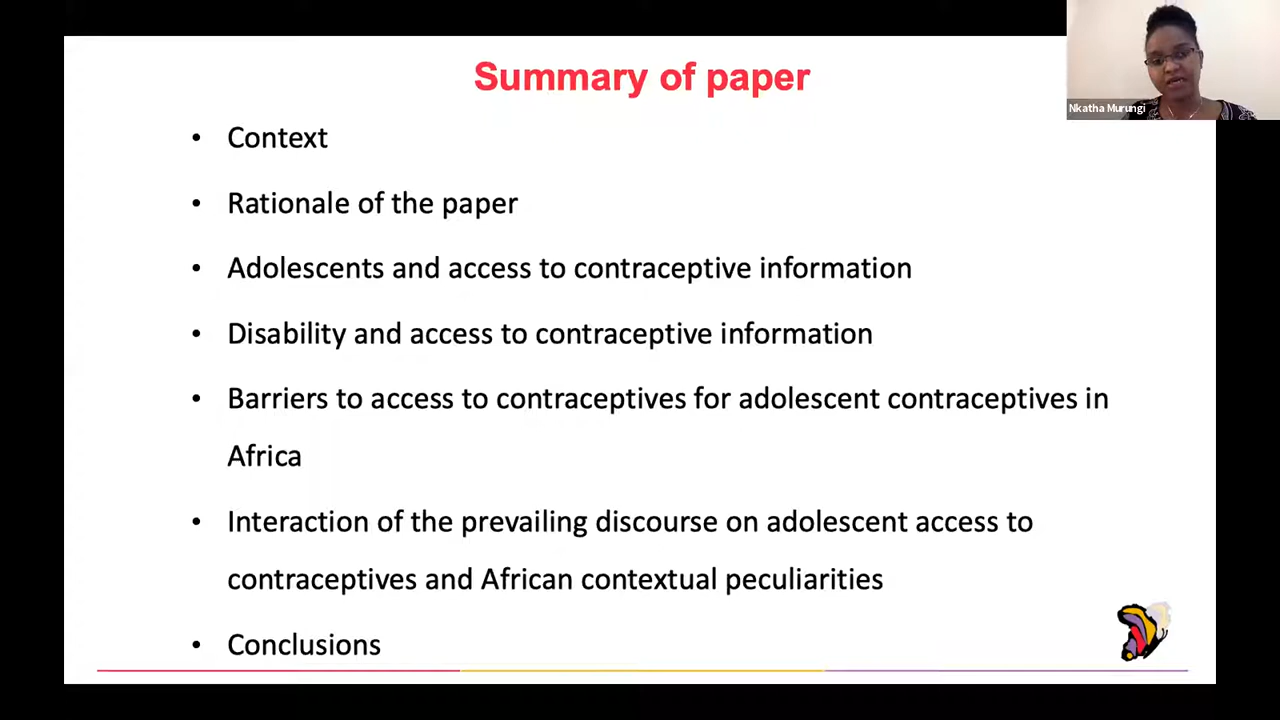 Summary of paper
Nkatha Murungi
• Context
• Rationale of the paper
• Adolescents and access to contraceptive information
• Disability and access to contraceptive information
• Barriers to access to contraceptives for adolescent contraceptives in
Africa
• Interaction of the prevailing discourse on adolescent access to
contraceptives and African contextual peculiarities
• Conclusions